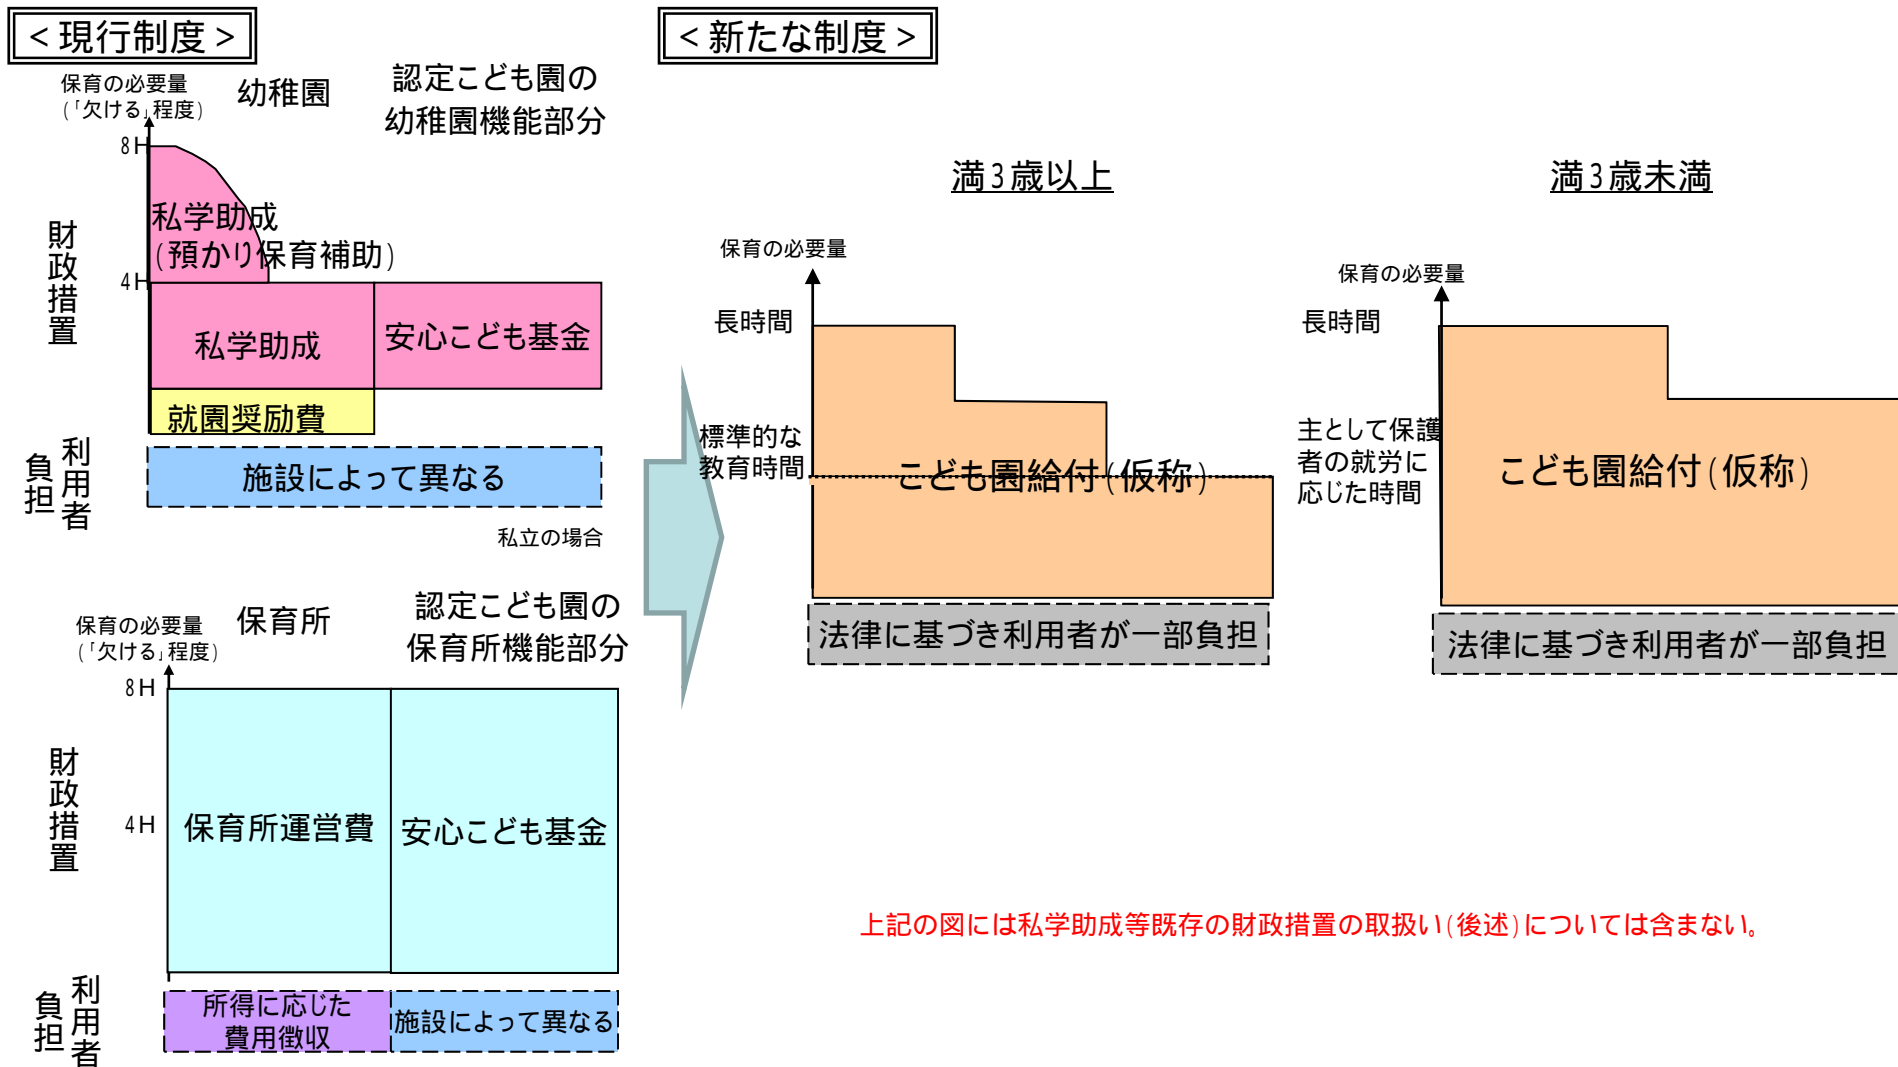 ＜現行制度＞
保育の必要量
(「欠ける」程度)
幼稚園
認定こども園の
幼稚園機能部分
8H
4H
財政措置
私学助成
(預かり保育補助)
私学助成
安心こども基金
就園奨励費
利用者
負担
施設によって異なる
私立の場合
保育の必要量
(「欠ける」程度)
保育所
認定こども園の
保育所機能部分
8H
4H
財政措置
保育所運営費
安心こども基金
利用者
負担
所得に応じた
費用徴収
施設によって異なる
＜新たな制度＞
満3歳以上
保育の必要量
長時間
標準的な
教育時間
こども園給付(仮称)
法律に基づき利用者が一部負担
満3歳未満
保育の必要量
長時間
主として保護
者の就労に
応じた時間
こども園給付(仮称)
法律に基づき利用者が一部負担
上記の図には私学助成等既存の財政措置の取扱い(後述)については含まない。